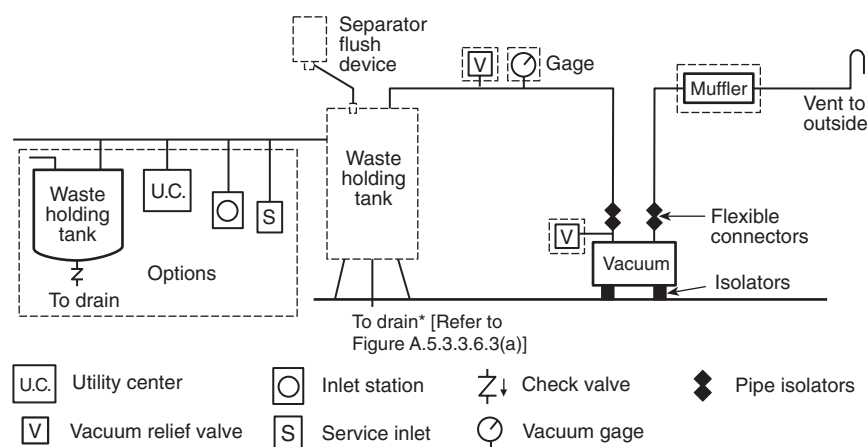 Separator
flush
device
V
Gage
Muffler
Vent to
outside
Waste
holding
tank
U.C.
S
Waste
holding
tank
Options
To drain
V
Flexible
connectors
Vacuum
Isolators
To drain* [Refer to
Figure A.5.3.3.6.3(a)]
U.C. Utility center
Inlet station
Check valve
Pipe isolators
V Vacuum relief valve
S Service inlet
Vacuum gage